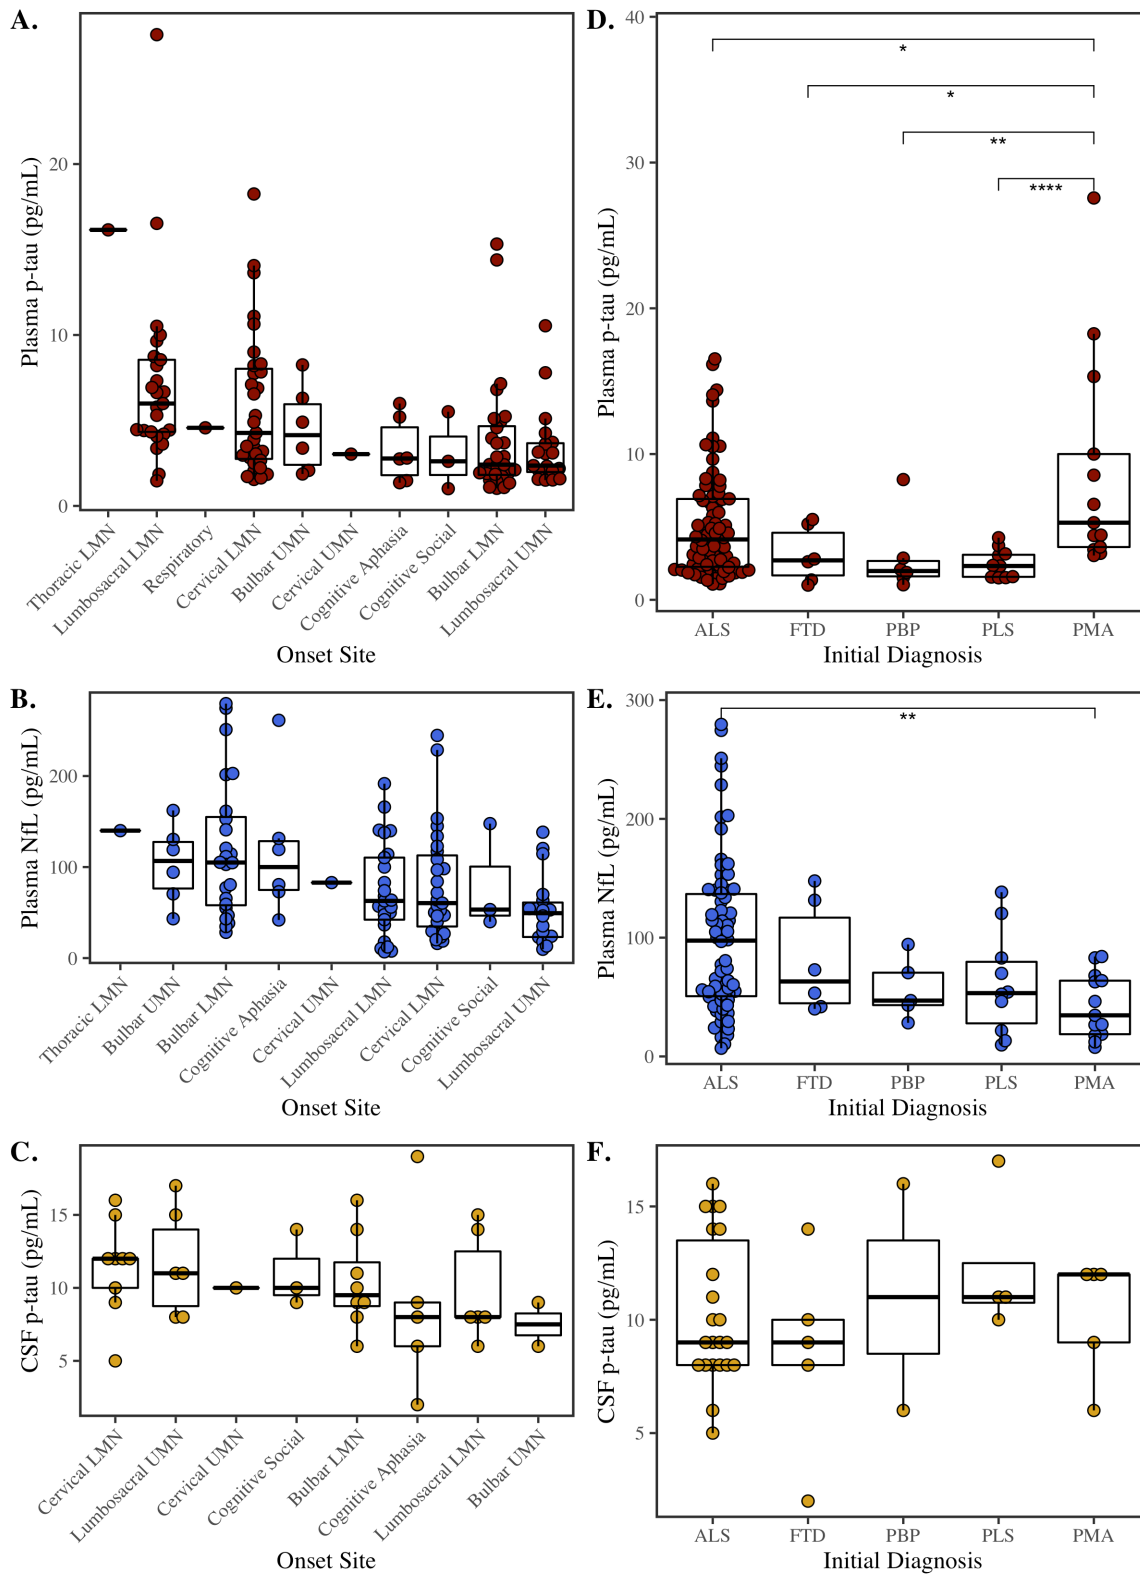 A.
Plasma p-tau (pg/mL)
20
10
0
Thoracic LMN
Lumbosacral LMN
Respiratory
Cervical LMN
Bulbar UMN
Cervical UMN
Cognitive Aphasia
Cognitive Social
Bulbar LMN
Lumbosacral UMN
Onset Site
D.
Plasma p-tau (pg/mL)
40
30
20
10
0
*
*
**
****
ALS
FTD
PBP
PLS
PMA
Initial Diagnosis
B.
Plasma NfL (pg/mL)
200
100
0
Thoracic LMN
Bulbar UMN
Bulbar LMN
Cognitive Aphasia
Cervical UMN
Lumbosacral LMN
Cervical LMN
Cognitive Social
Lumbosacral UMN
Onset Site
E.
Plasma NfL (pg/mL)
300
200
100
0
**
ALS
FTD
PBP
PLS
PMA
Initial Diagnosis
C.
CSF p-tau (pg/mL)
15
10
5
Cervical LMN
Lumbosacral UMN
Cervical UMN
Cognitive Social
Bulbar LMN
Cognitive Aphasia
Lumbosacral LMN
Bulbar UMN
Onset Site
F.
CSF p-tau (pg/mL)
15
10
5
ALS
FTD
PBP
PLS
PMA
Initial Diagnosis